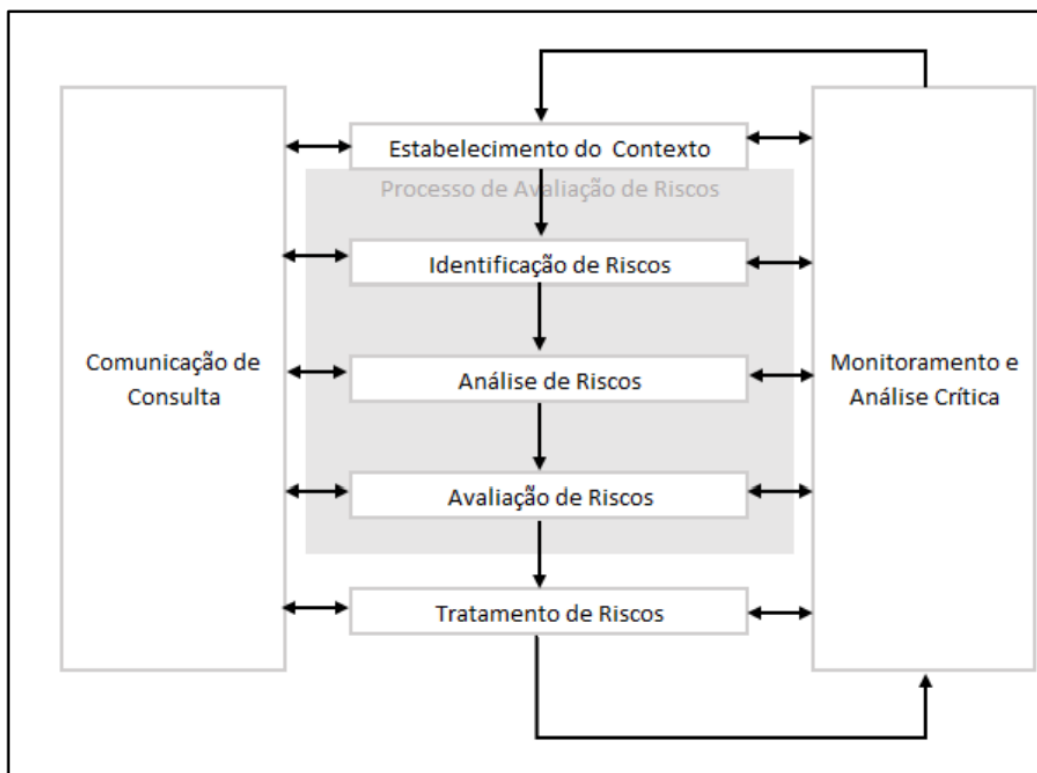 Estabelecimento do Contexto
Processo de Avaliação de Riscos
Identificação de Riscos
Comunicação de
Consulta
Análise de Riscos
Monitoramento e
Análise Crítica
Avaliação de Riscos
Tratamento de Riscos